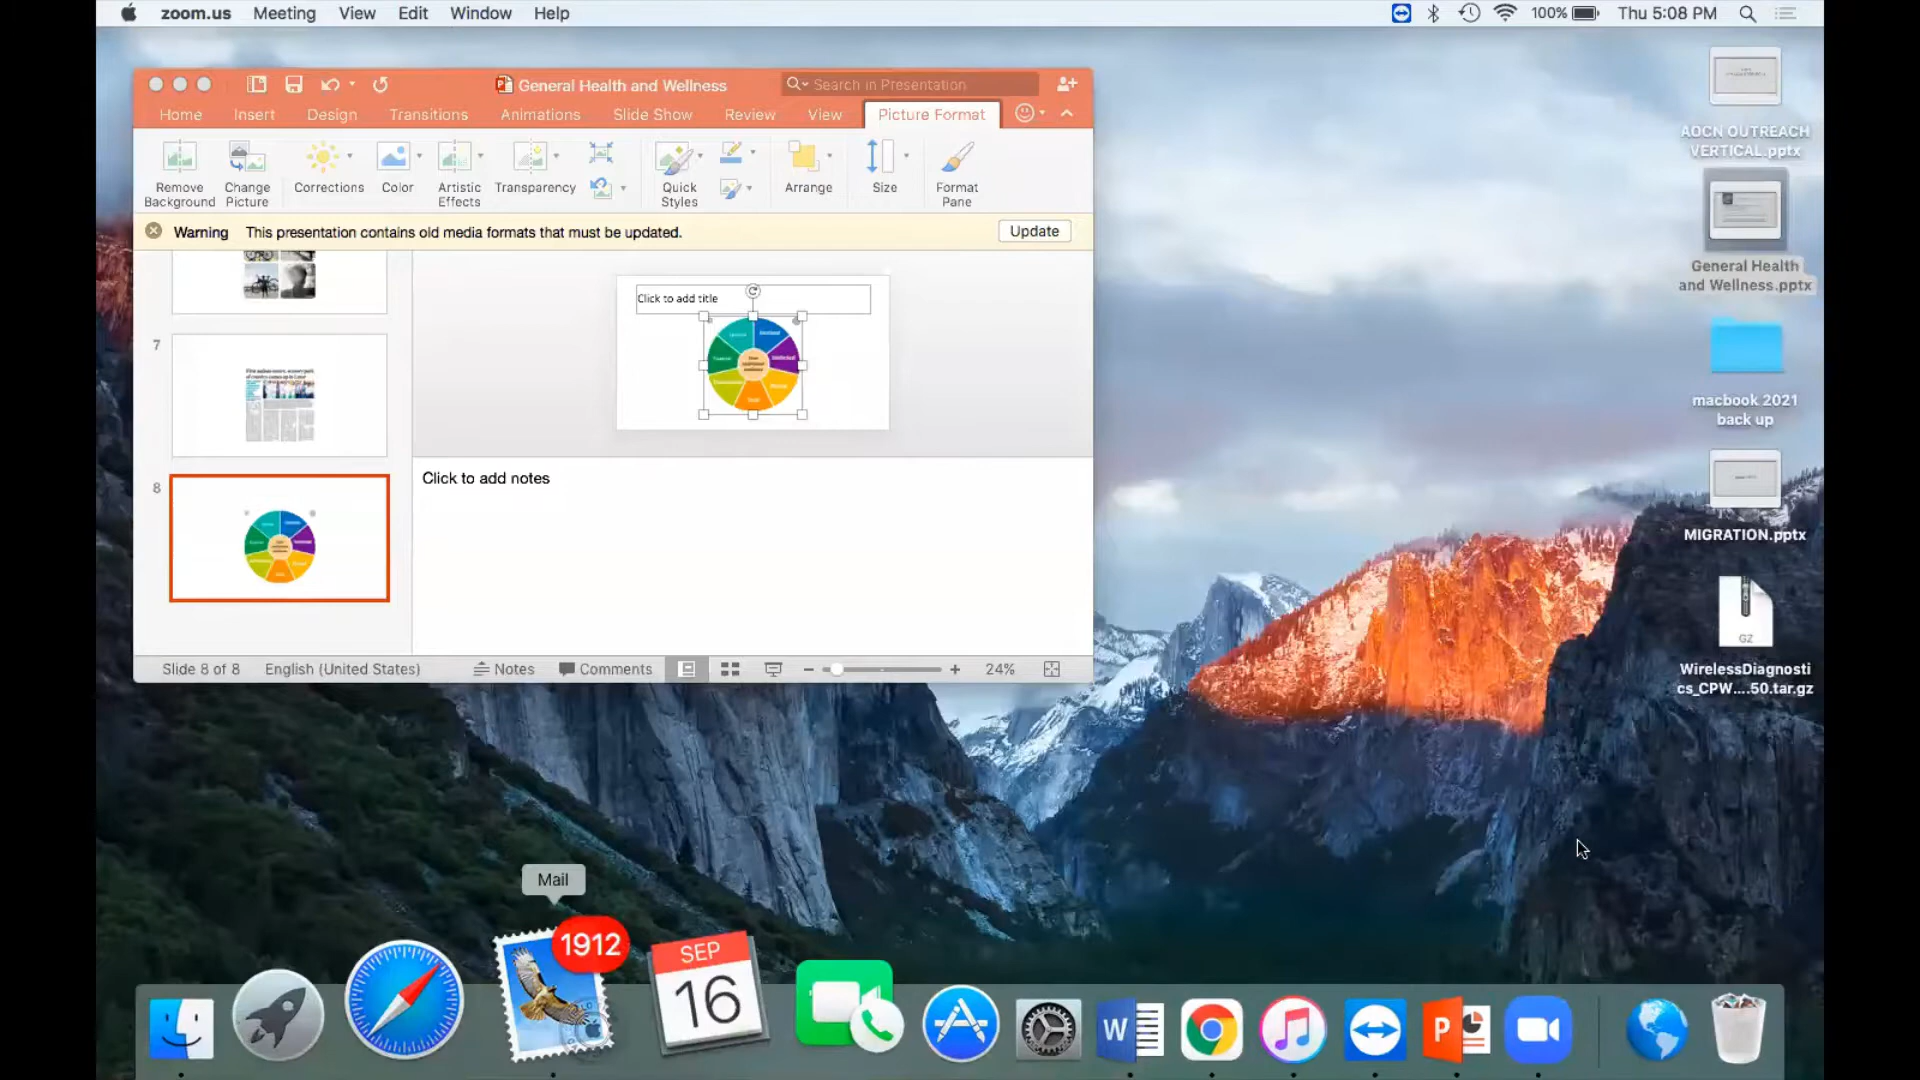 zoom.us Meeting View Edit Window Help 100% Thu 5:08 PM
General Health and Wellness Search in Presentation
Home Insert Design Transitions Animations Slide Show Review View Picture Format
Remove Background
Change Picture
Corrections
Color
Artistic Effects
Transparency
Quick Styles
Arrange
Size
Format Pane
Warning This presentation contains old media formats that must be updated. Update
7
8
Click to add title
Click to add notes
Slide 8 of 8 English (United States) Notes Comments 24%
AOCN OUTREACH
VERTICAL.pptx
General Health
and Wellness.pptx
macbook 2021
back up
MIGRATION.pptx
GZ
WirelessDiagnosti
cs_CPW....50.tar.gz
Mail
1912
SEP
16
W
P